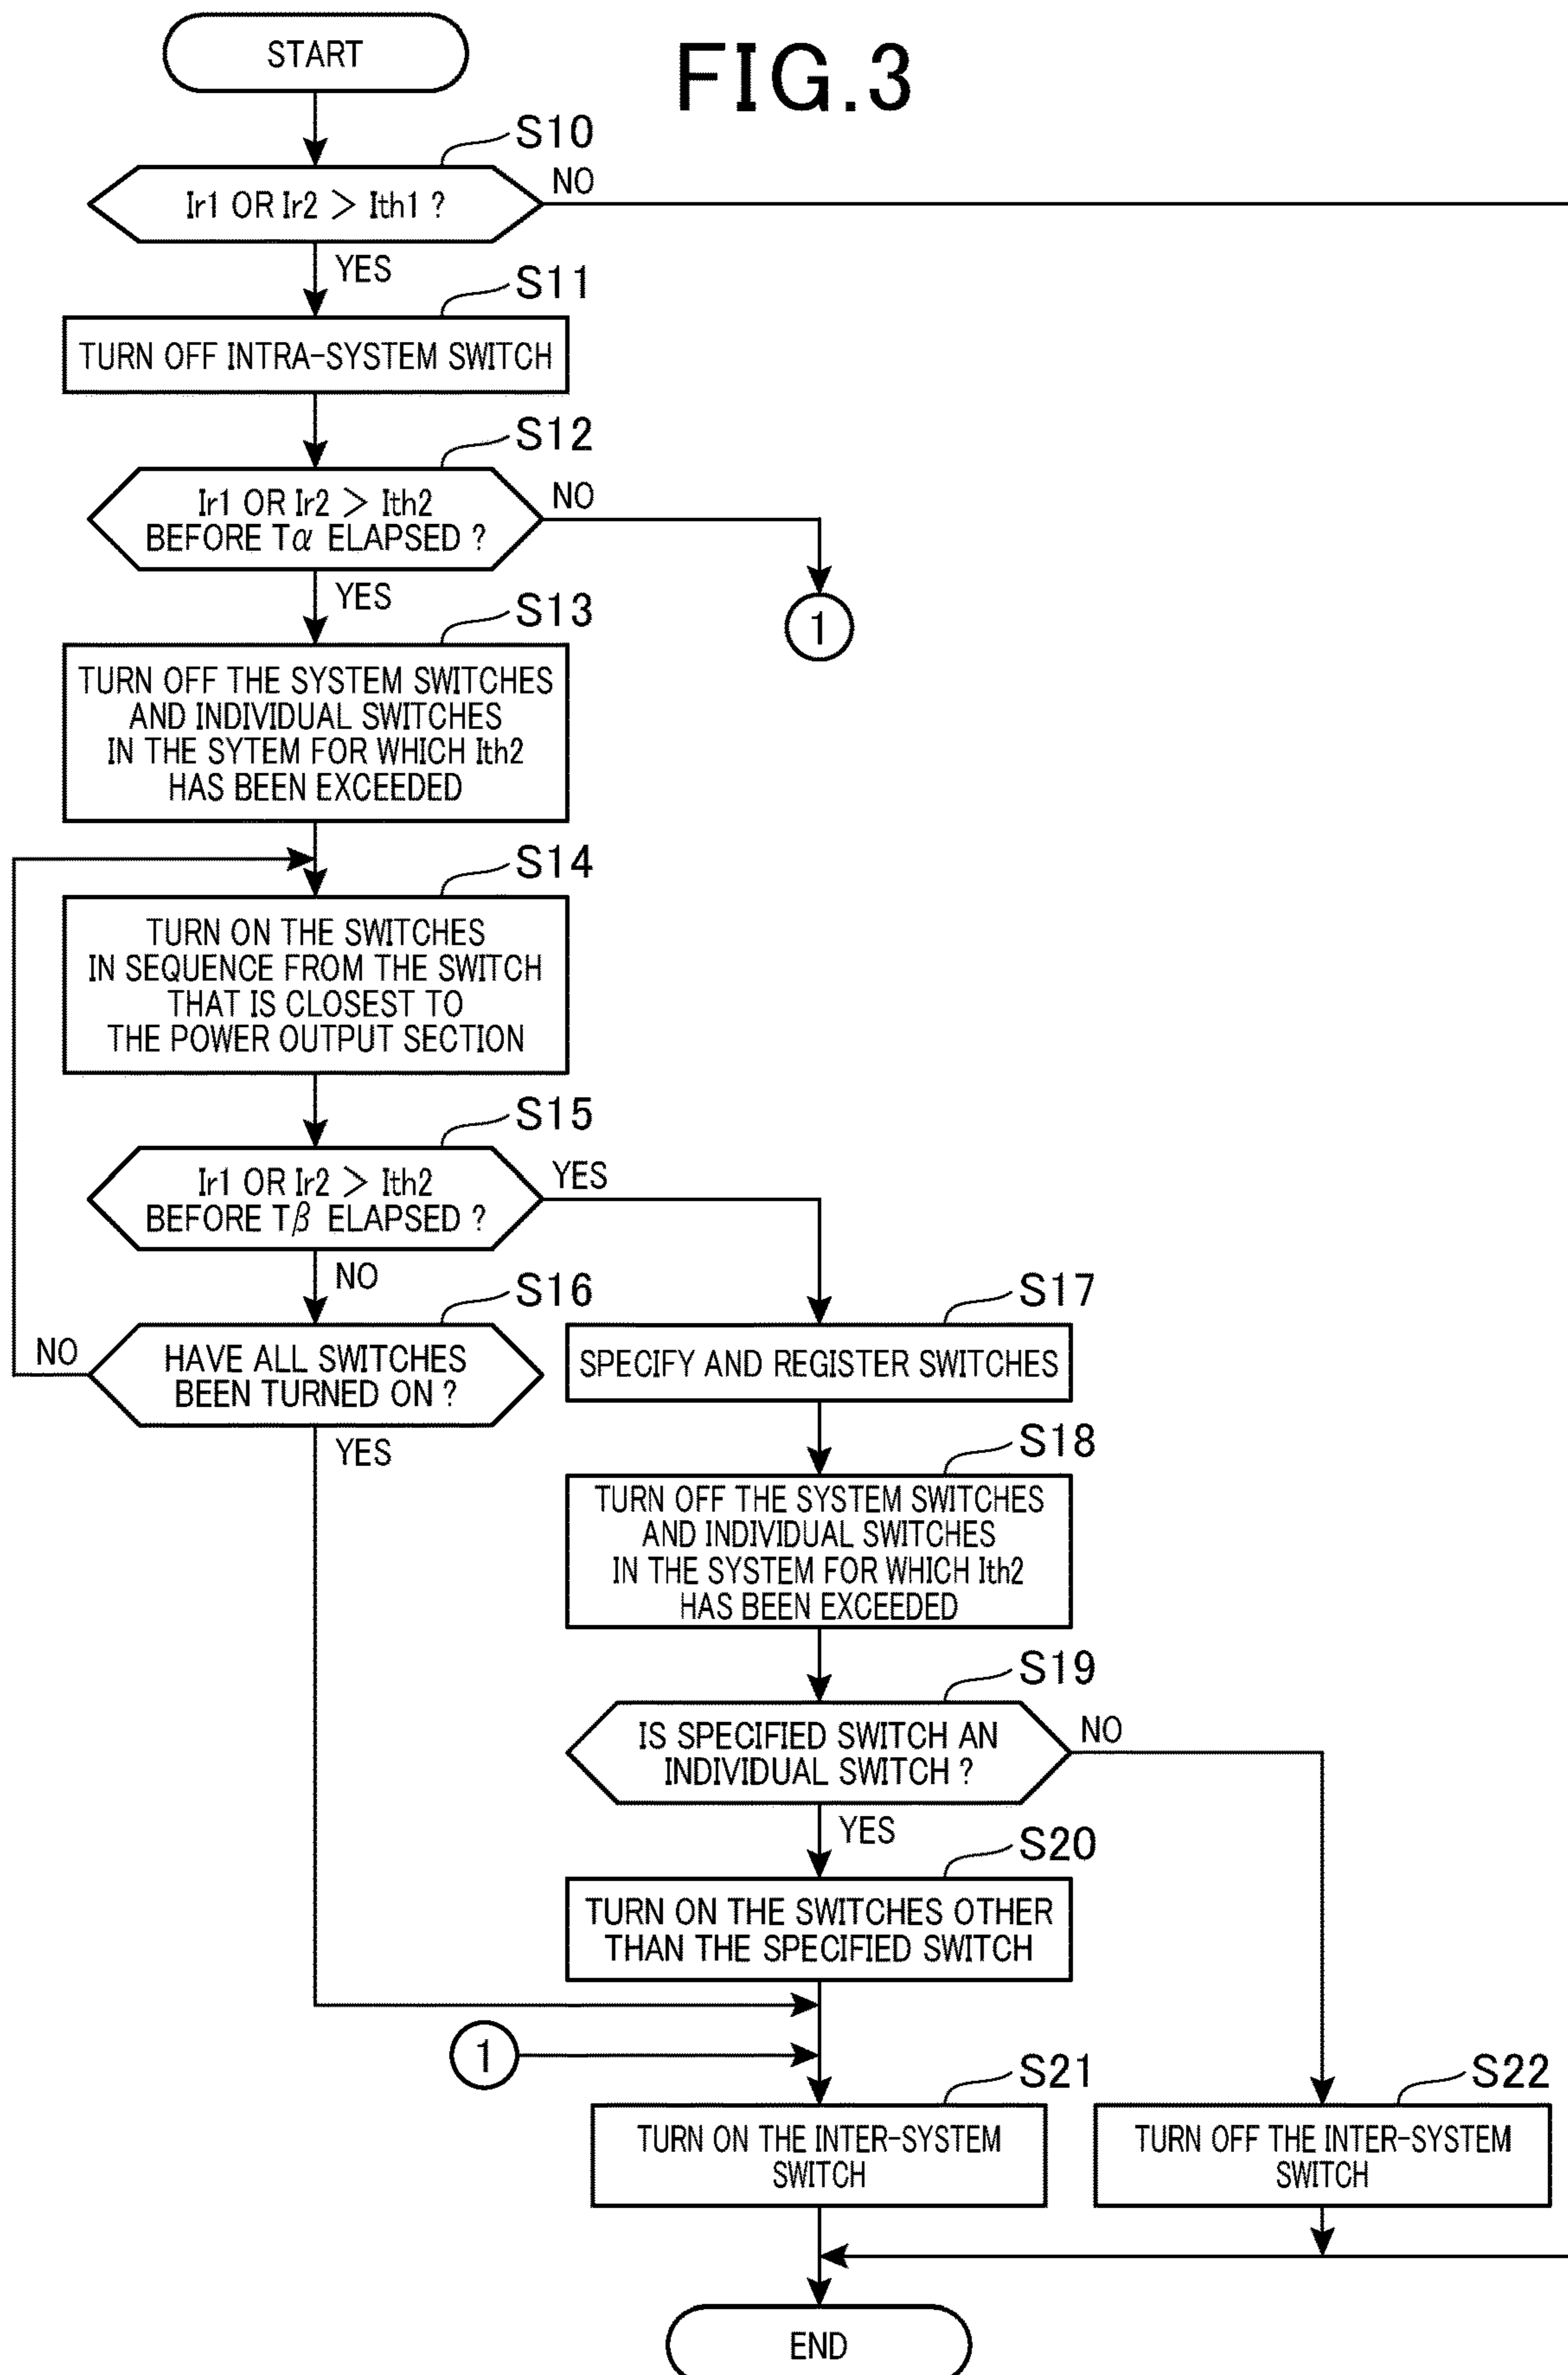 START
FIG.3
S10
Ir1 OR Ir2 > Ith1 ?
NO
YES
S11
TURN OFF INTRA-SYSTEM SWITCH
S12
Ir1 OR Ir2 > Ith2
BEFORE Tα ELAPSED ?
NO
1
YES
S13
TURN OFF THE SYSTEM SWITCHES
AND INDIVIDUAL SWITCHES
IN THE SYTEM FOR WHICH Ith2
HAS BEEN EXCEEDED
S14
TURN ON THE SWITCHES
IN SEQUENCE FROM THE SWITCH
THAT IS CLOSEST TO
THE POWER OUTPUT SECTION
S15
Ir1 OR Ir2 > Ith2
BEFORE Tβ ELAPSED ?
YES
NO
S16
HAVE ALL SWITCHES
BEEN TURNED ON ?
NO
YES
S17
SPECIFY AND REGISTER SWITCHES
S18
TURN OFF THE SYSTEM SWITCHES
AND INDIVIDUAL SWITCHES
IN THE SYSTEM FOR WHICH Ith2
HAS BEEN EXCEEDED
S19
IS SPECIFIED SWITCH AN
INDIVIDUAL SWITCH ?
NO
YES
S20
TURN ON THE SWITCHES OTHER
THAN THE SPECIFIED SWITCH
1
S21
TURN ON THE INTER-SYSTEM
SWITCH
S22
TURN OFF THE INTER-SYSTEM
SWITCH
END